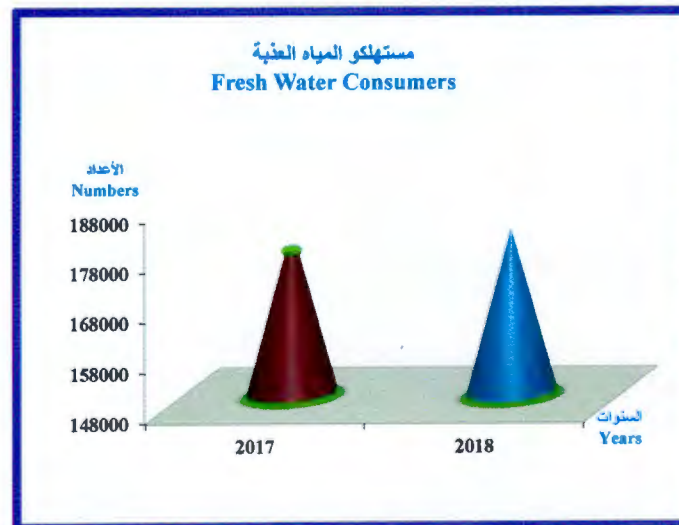 مستهلكو المياه العذبة
Fresh Water Consumers
الأعداد
Numbers
188000
178000
168000
158000
148000
2017
2018
السنوات
Years